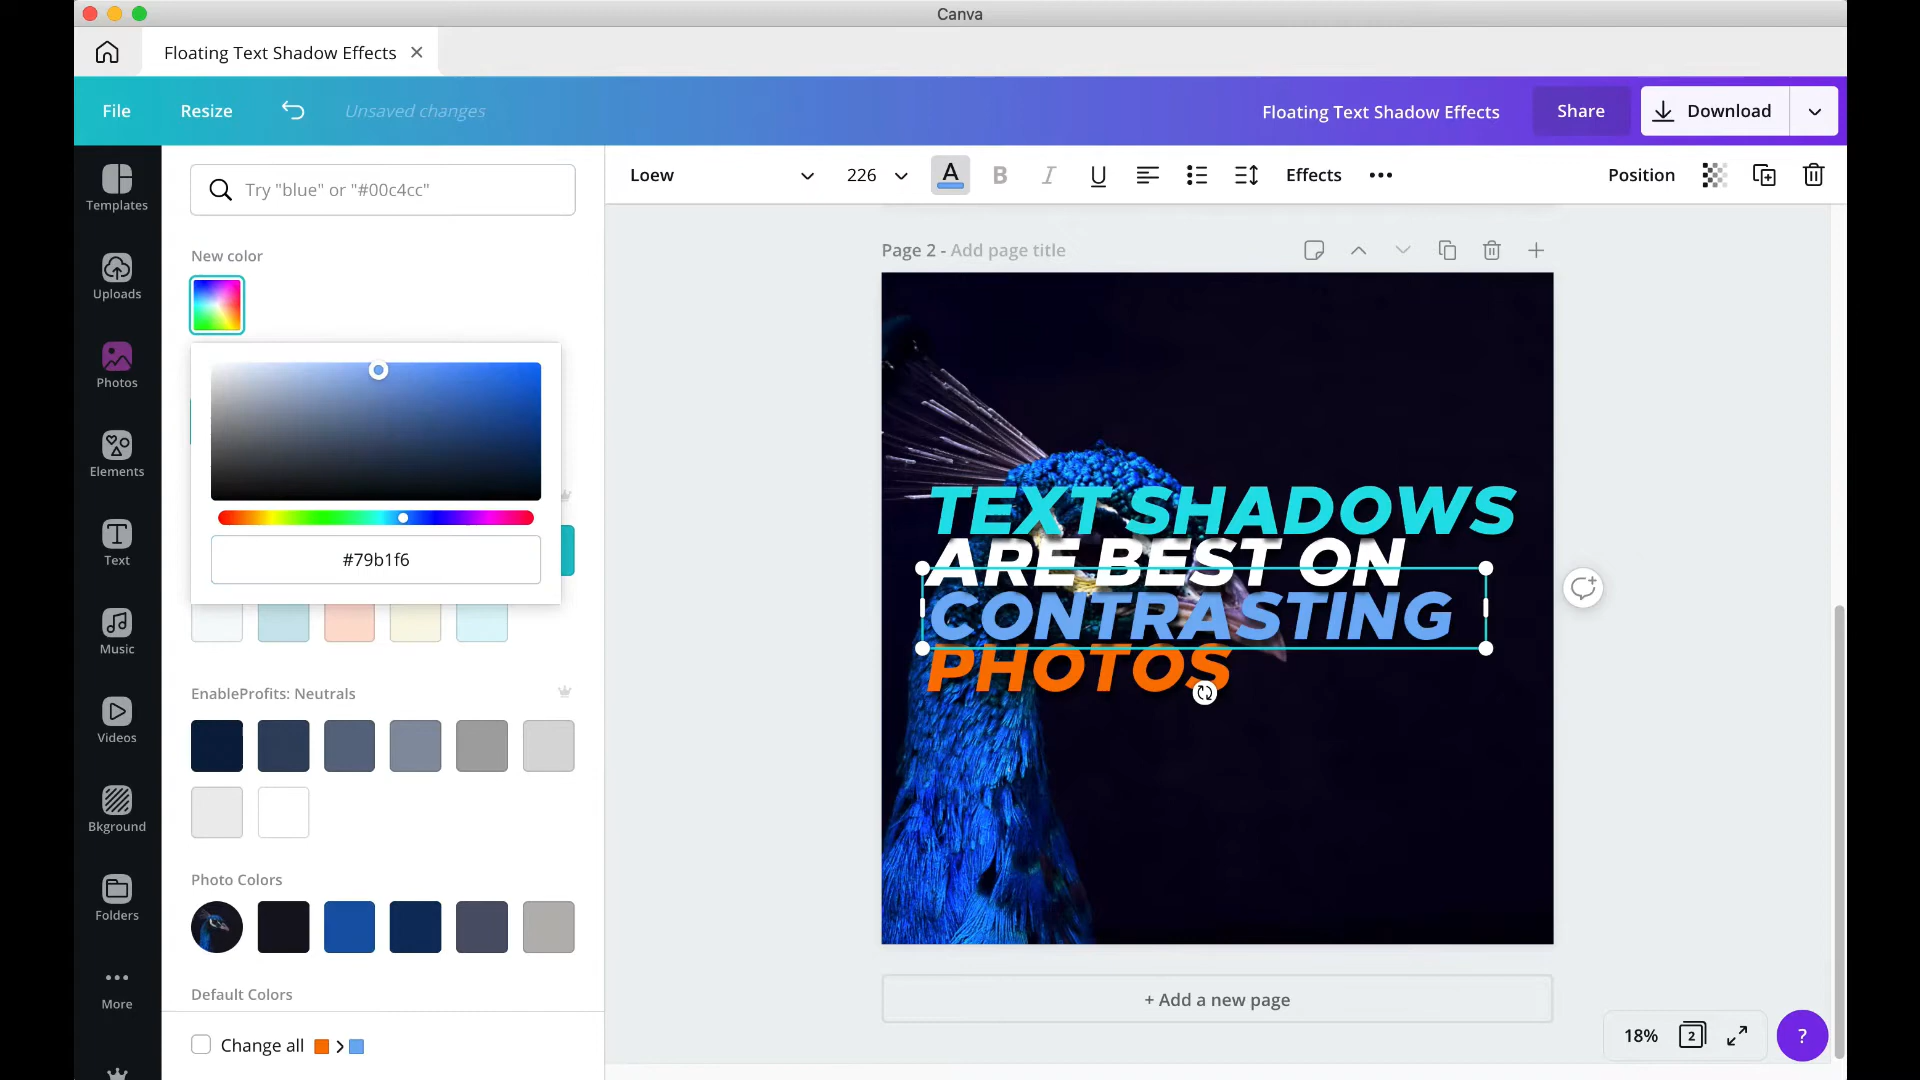 Canva
Floating Text Shadow Effects
File
Resize
Unsaved changes
Floating Text Shadow Effects
Share
Download
Try "blue" or "#00c4cc"
Loew
226
A
B
I
U
Effects
Position
Templates
Uploads
Photos
Elements
Text
Music
Videos
Bkground
Folders
More
New color
#79b1f6
EnableProfits: Neutrals
Photo Colors
Default Colors
Change all
Page 2 - Add page title
TEXT SHADOWS
ARE BEST ON
CONTRASTING
PHOTOS
+ Add a new page
18%
2
?